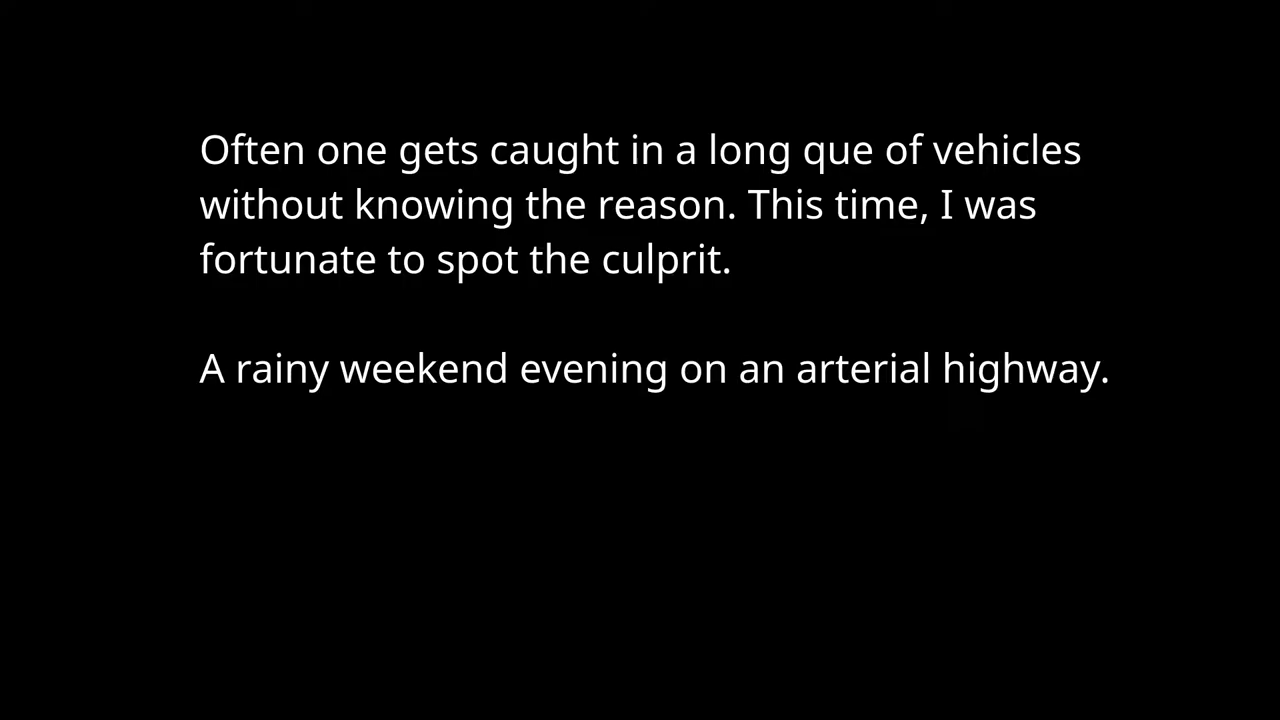 Often one gets caught in a long que of vehicles
without knowing the reason. This time, I was
fortunate to spot the culprit.
A rainy weekend evening on an arterial highway.